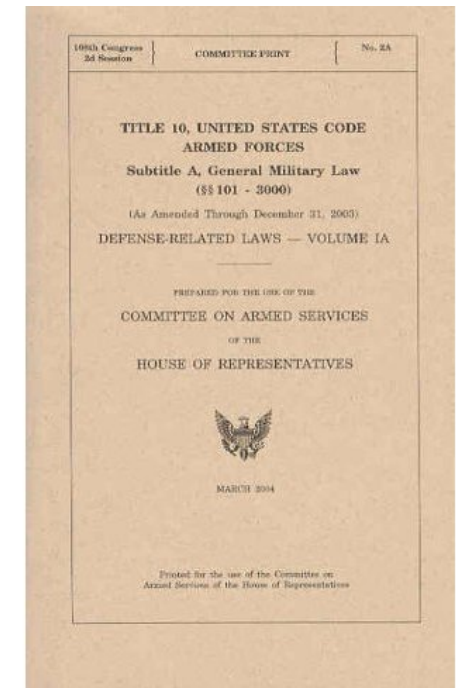 108th Congress
2d Session
COMMITTEE PRINT
No. 2A
TITLE 10, UNITED STATES CODE
ARMED FORCES
Subtitle A, General Military Law
(§§ 101 - 3000)
(As Amended Through December 31, 2003)
DEFENSE-RELATED LAWS — VOLUME IA
PREPARED FOR THE USE OF THE
COMMITTEE ON ARMED SERVICES
OF THE
HOUSE OF REPRESENTATIVES
MARCH 2004
Printed for the use of the Committee on
Armed Services of the House of Representatives